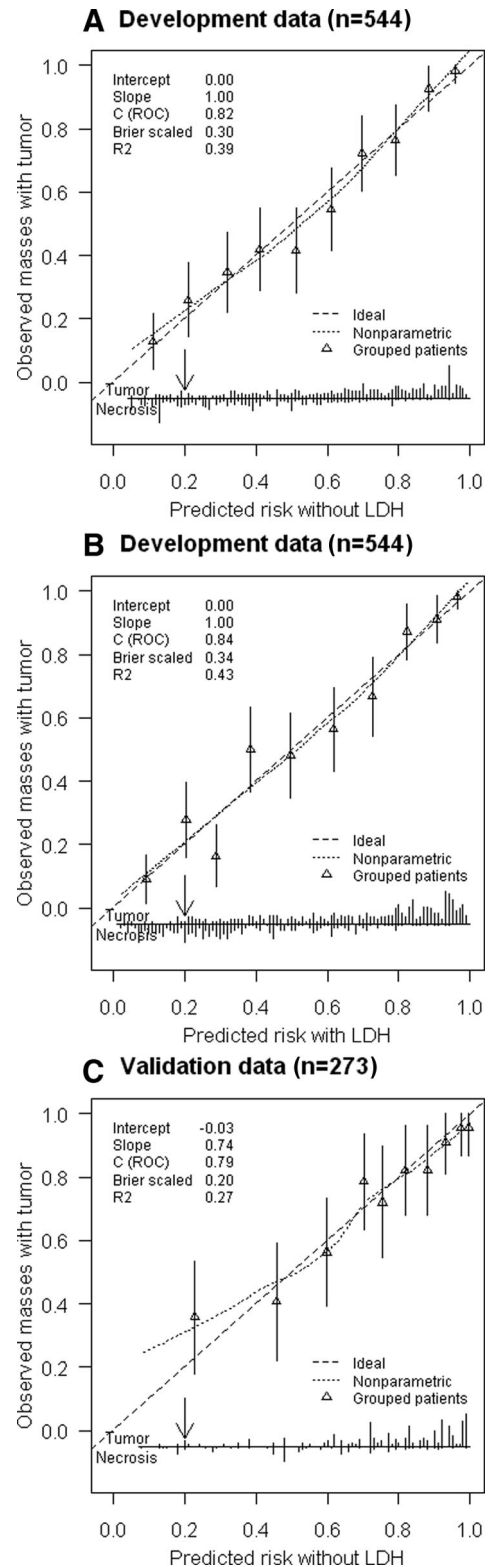 A Development data (n=544)
Intercept 0.00
Slope 1.00
C (ROC) 0.82
Brier scaled 0.30
R2 0.39
Observed masses with tumor
1.0
0.8
0.6
0.4
0.2
0.0
Ideal
Nonparametric
Grouped patients
Tumor
Necrosis
0.0 0.2 0.4 0.6 0.8 1.0
Predicted risk without LDH
B Development data (n=544)
Intercept 0.00
Slope 1.00
C (ROC) 0.84
Brier scaled 0.34
R2 0.43
Observed masses with tumor
1.0
0.8
0.6
0.4
0.2
0.0
Ideal
Nonparametric
Grouped patients
Tumor
Necrosis
0.0 0.2 0.4 0.6 0.8 1.0
Predicted risk with LDH
C Validation data (n=273)
Intercept -0.03
Slope 0.74
C (ROC) 0.79
Brier scaled 0.20
R2 0.27
Observed masses with tumor
1.0
0.8
0.6
0.4
0.2
0.0
Ideal
Nonparametric
Grouped patients
Tumor
Necrosis
0.0 0.2 0.4 0.6 0.8 1.0
Predicted risk without LDH